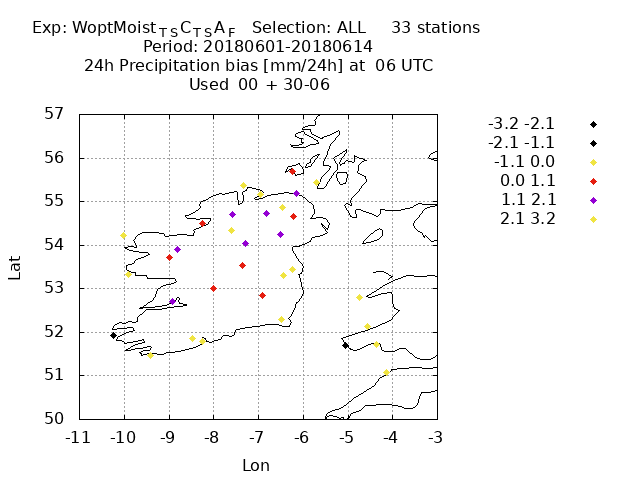 Exp: WoptMoist_TSC_TSA_F Selection: ALL 33 stations
Period: 20180601-20180614
24h Precipitation bias [mm/24h] at 06 UTC
Used 00 + 30-06
57
56
55
54
53
52
51
50
-11 -10 -9 -8 -7 -6 -5 -4 -3
Lat
Lon
-3.2 -2.1
-2.1 -1.1
-1.1 0.0
0.0 1.1
1.1 2.1
2.1 3.2